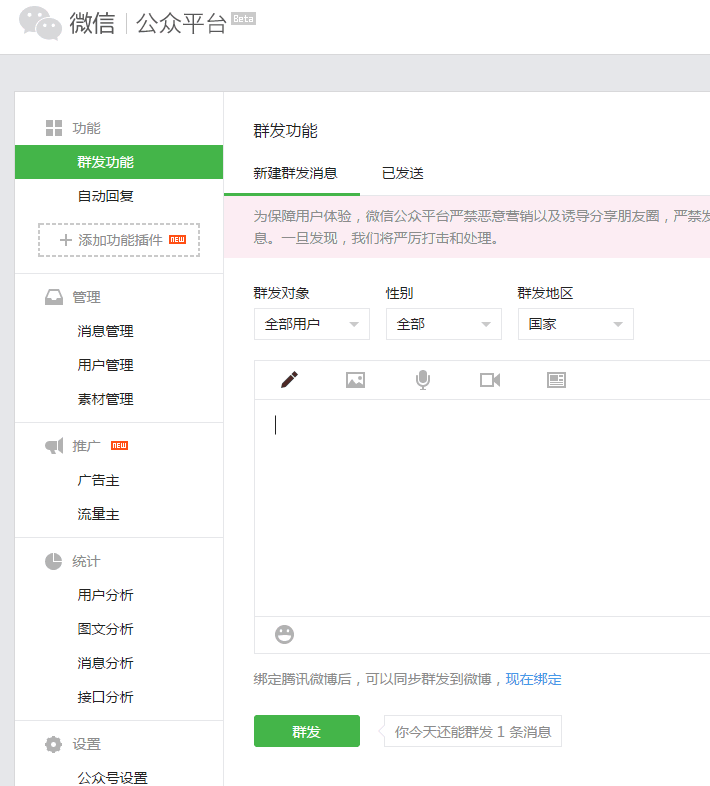 微信 公众平台 Beta
功能
群发功能
自动回复
添加功能插件 NEW
管理
消息管理
用户管理
素材管理
推广 NEW
广告主
流量主
统计
用户分析
图文分析
消息分析
接口分析
设置
公众号设置
群发功能
新建群发消息 已发送
为保障用户体验，微信公众平台严禁恶意营销以及诱导分享朋友圈，严禁发
息。一旦发现，我们将严厉打击和处理。
群发对象 性别 群发地区
全部用户 全部 国家
绑定腾讯微博后，可以同步群发到微博，现在绑定
群发 你今天还能群发 1 条消息